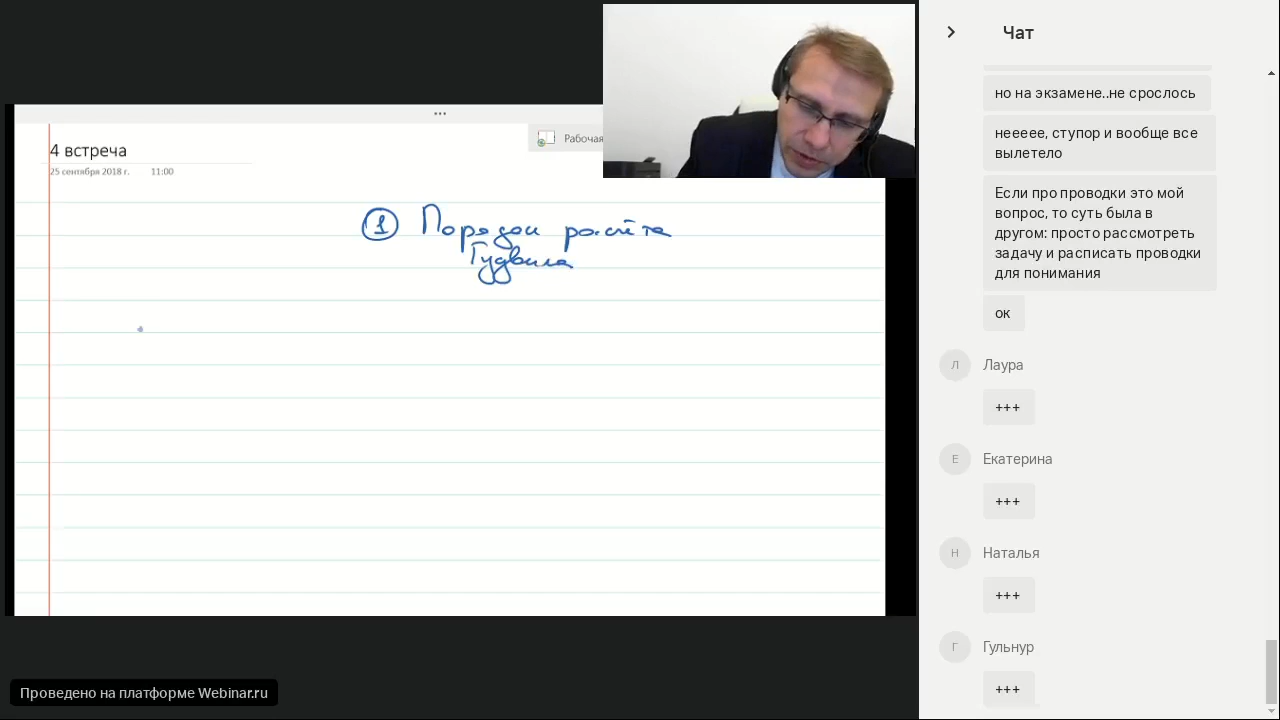 4 встреча
25 сентября 2018 г. 11:00
Рабочая
① Порядок расчёта
Гудвила
Проведено на платформе Webinar.ru
Чат
но на экзамене..не срослось
неееее, ступор и вообще все
вылетело
Если про проводки это мой
вопрос, то суть была в
другом: просто рассмотреть
задачу и расписать проводки
для понимания
ок
Л Лаура
+++
Е Екатерина
+++
Н Наталья
+++
Г Гульнур
+++